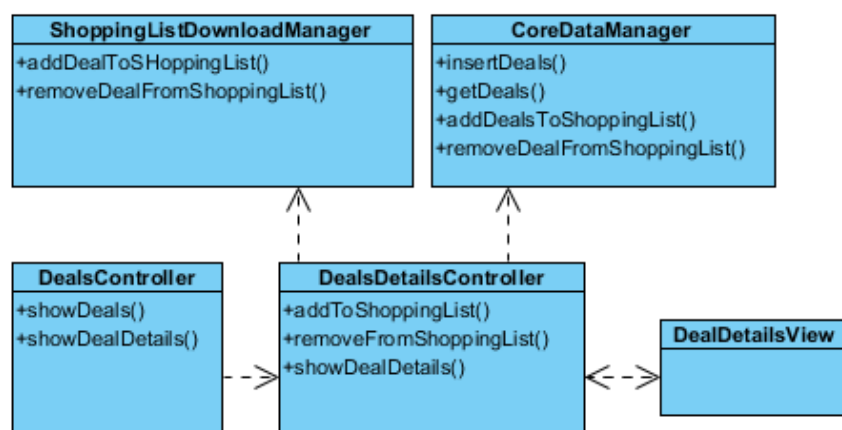 ShoppingListDownloadManager
+addDealToSHoppingList()
+removeDealFromShoppingList()
CoreDataManager
+insertDeals()
+getDeals()
+addDealsToShoppingList()
+removeDealFromShoppingList()
DealsController
+showDeals()
+showDealDetails()
DealsDetailsController
+addToShoppingList()
+removeFromShoppingList()
+showDealDetails()
DealDetailsView